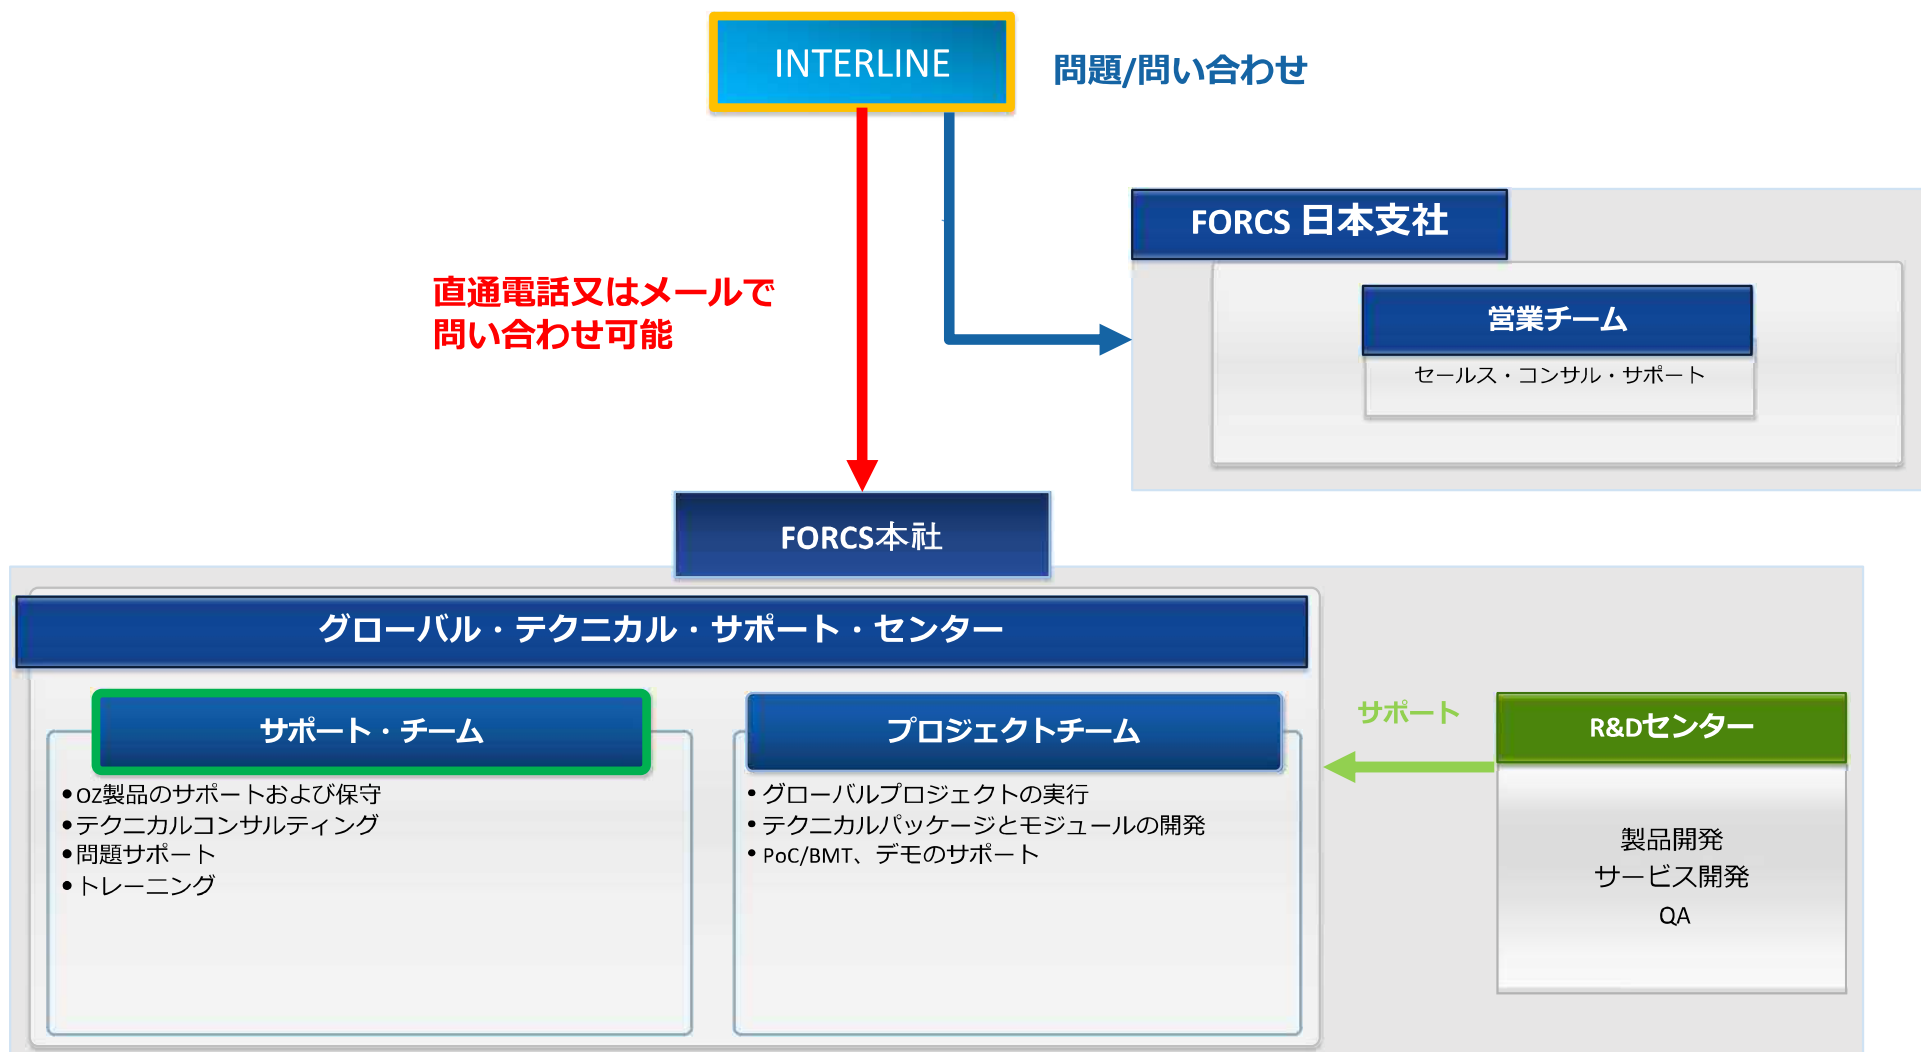 INTERLINE
問題/問い合わせ
FORCS 日本支社
営業チーム
セールス・コンサル・サポート
直通電話又はメールで
問い合わせ可能
FORCS本社
グローバル・テクニカル・サポート・センター
サポート・チーム
•OZ製品のサポートおよび保守
•テクニカルコンサルティング
•問題サポート
•トレーニング
プロジェクトチーム
• グローバルプロジェクトの実行
• テクニカルパッケージとモジュールの開発
• PoC/BMT、デモのサポート
サポート
R&Dセンター
製品開発
サービス開発
QA